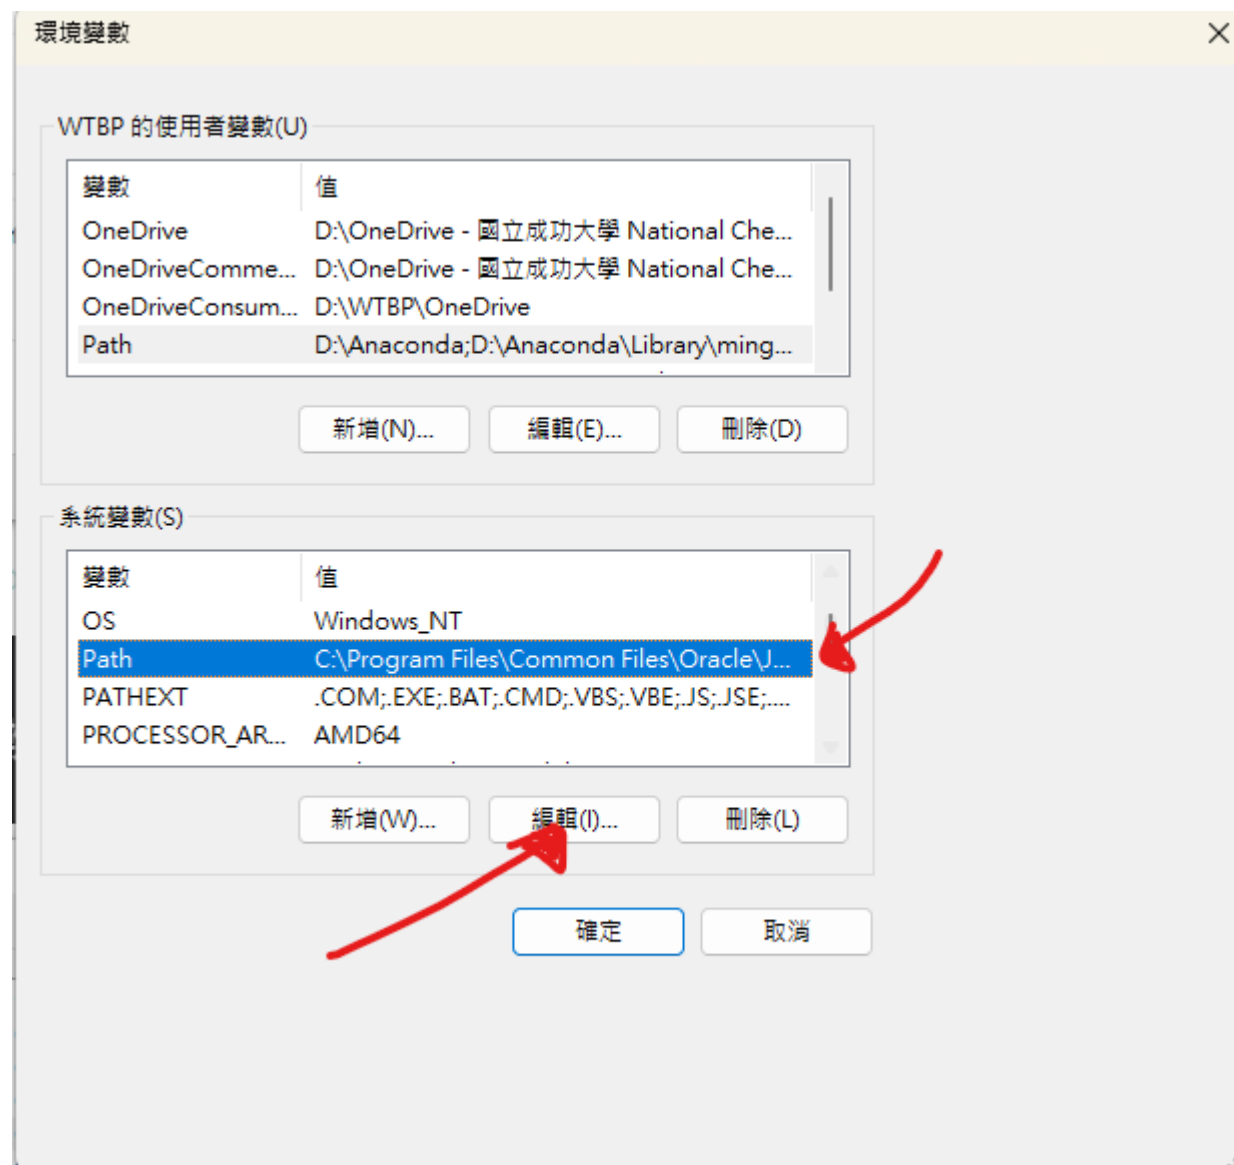 環境變數
WTBP 的使用者變數(U)
變數 值
OneDrive D:\OneDrive - 國立成功大學 National Che...
OneDriveComme... D:\OneDrive - 國立成功大學 National Che...
OneDriveConsum... D:\WTBP\OneDrive
Path D:\Anaconda;D:\Anaconda\Library\ming...
新增(N)... 編輯(E)... 刪除(D)
系統變數(S)
變數 值
OS Windows_NT
Path C:\Program Files\Common Files\Oracle\J...
PATHEXT .COM;.EXE;.BAT;.CMD;.VBS;.VBE;.JS;.JSE;....
PROCESSOR_AR... AMD64
新增(W)... 編輯(I)... 刪除(L)
確定 取消